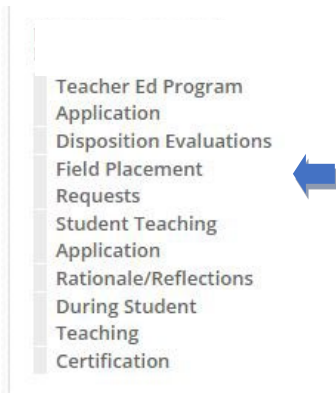 Teacher Ed Program
Application
Disposition Evaluations
Field Placement
Requests
Student Teaching
Application
Rationale/Reflections
During Student
Teaching
Certification